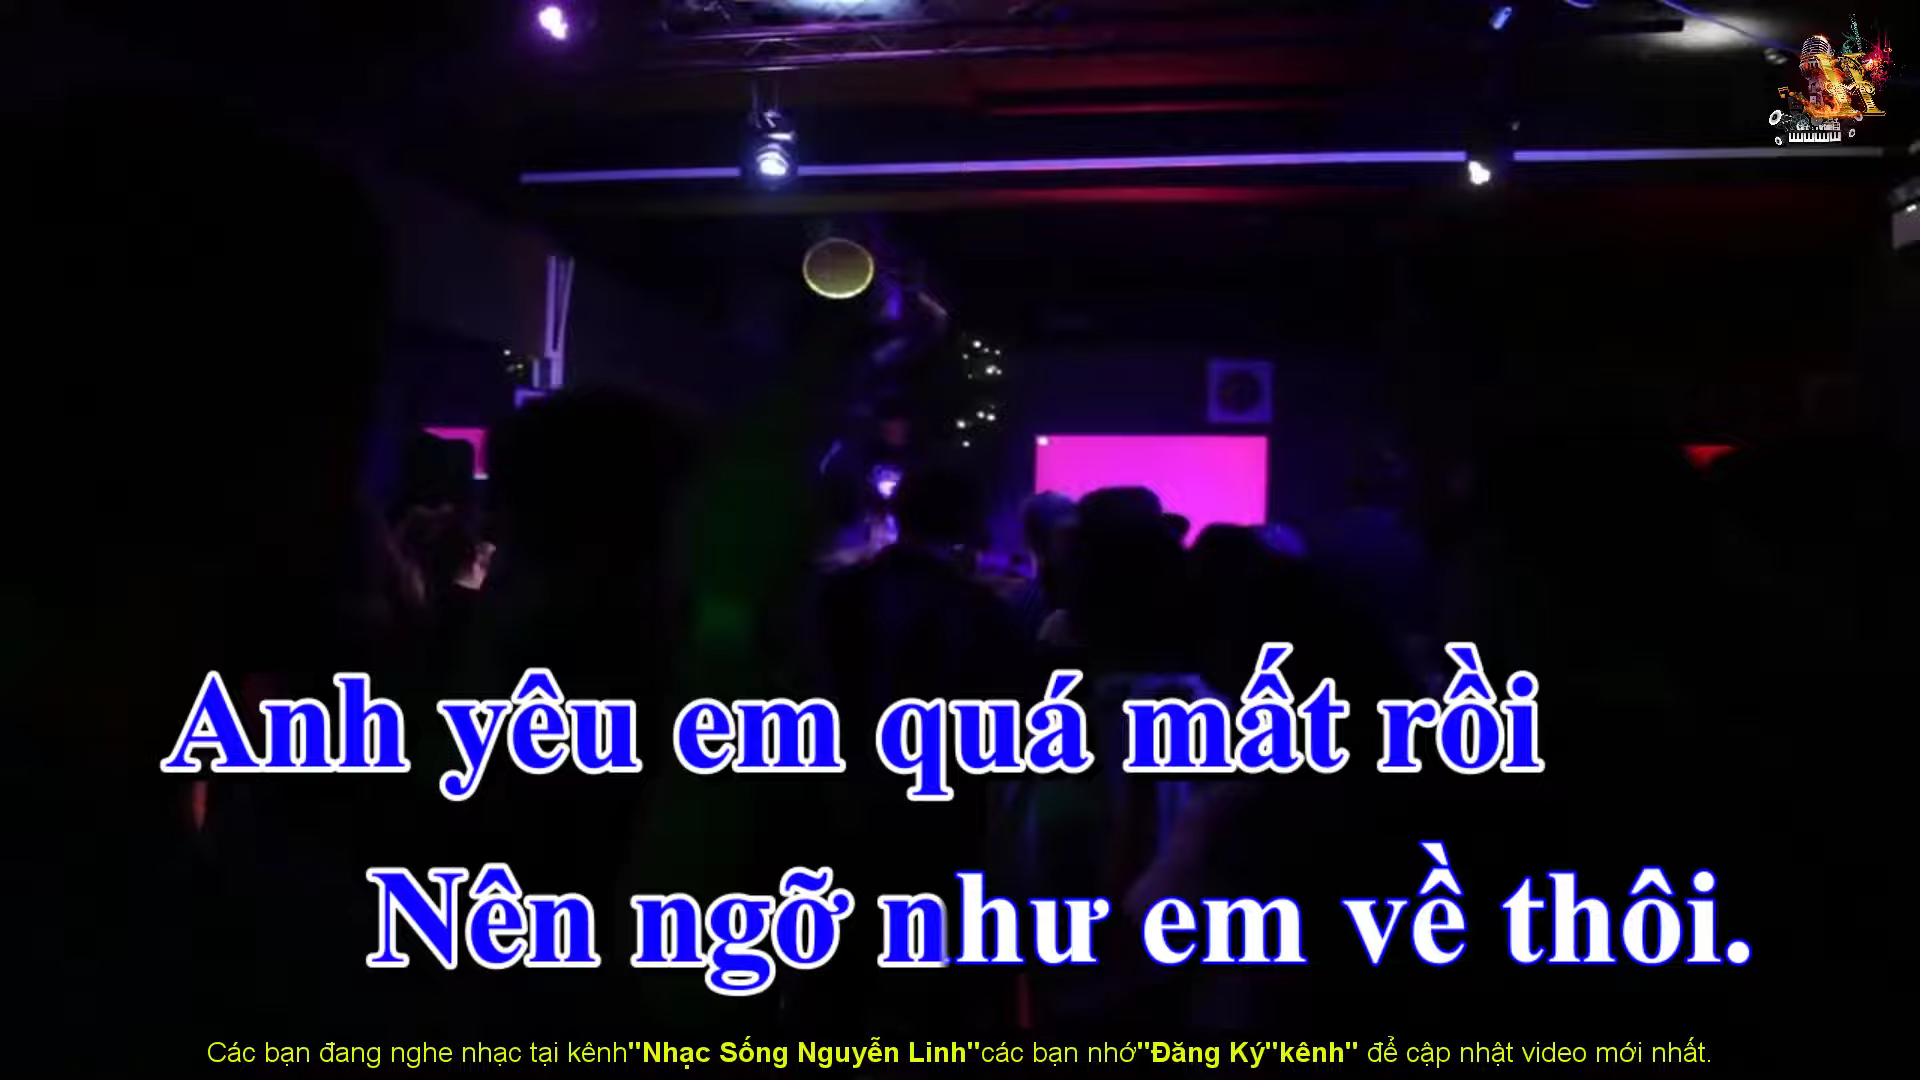 Anh yêu em quá mất rồi
Nên ngỡ như em về thôi.
Các bạn đang nghe nhạc tại kênh"Nhạc Sống Nguyễn Linh"các bạn nhớ"Đăng Ký"kênh" để cập nhật video mới nhất.